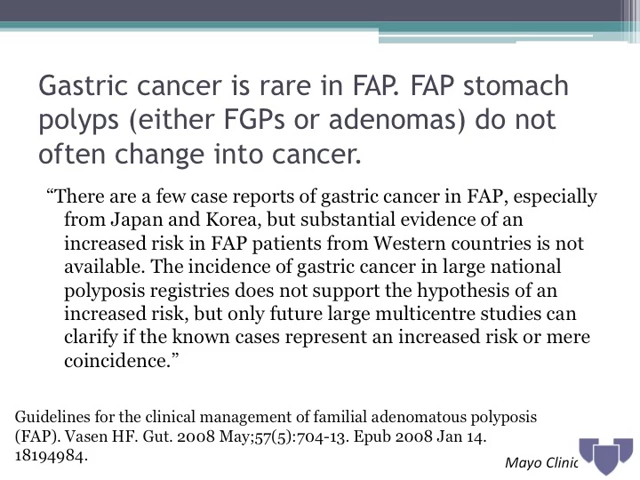 Gastric cancer is rare in FAP. FAP stomach
polyps (either FGPs or adenomas) do not
often change into cancer.
“There are a few case reports of gastric cancer in FAP, especially
from Japan and Korea, but substantial evidence of an
increased risk in FAP patients from Western countries is not
available. The incidence of gastric cancer in large national
polyposis registries does not support the hypothesis of an
increased risk, but only future large multicentre studies can
clarify if the known cases represent an increased risk or mere
coincidence.”
Guidelines for the clinical management of familial adenomatous polyposis
(FAP). Vasen HF. Gut. 2008 May;57(5):704-13. Epub 2008 Jan 14.
18194984.
Mayo Clinic